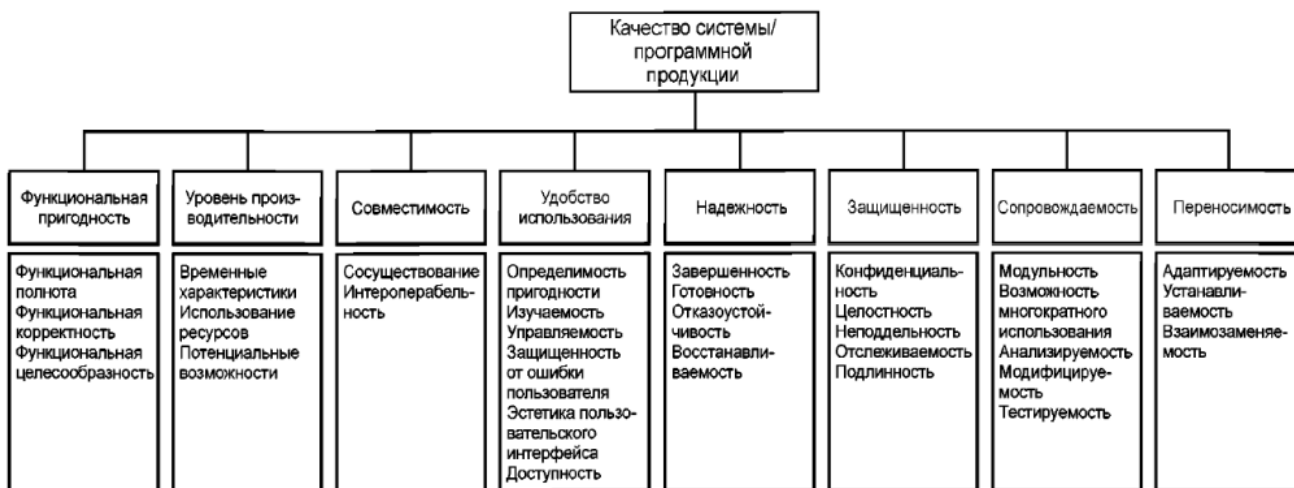 Качество системы/
программной
продукции
Функциональная
пригодность
Уровень произ-
водительности
Совместимость
Удобство
использования
Надежность
Защищенность
Сопровождаемость
Переносимость
Функциональная
полнота
Функциональная
корректность
Функциональная
целесообразность
Временные
характеристики
Использование
ресурсов
Потенциальные
возможности
Сосуществование
Интероперабель-
ность
Определимость
пригодности
Изучаемость
Управляемость
Защищенность
от ошибки
пользователя
Эстетика пользо-
вательского
интерфейса
Доступность
Завершенность
Готовность
Отказоустой-
чивость
Восстанавли-
ваемость
Конфиденциаль-
ность
Целостность
Неподдельность
Отслеживаемость
Подлинность
Модульность
Возможность
многократного
использования
Анализируемость
Модифицируе-
мость
Тестируемость
Адаптируемость
Устанавли-
ваемость
Взаимозаменяе-
мость